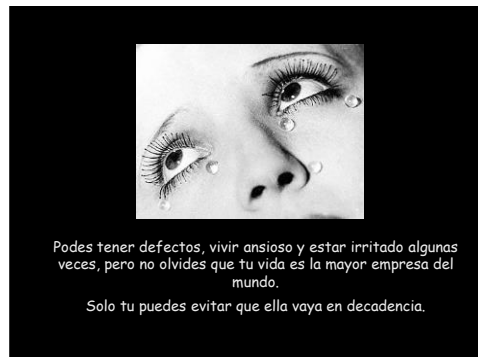 Podes tener defectos, vivir ansioso y estar irritado algunas
veces, pero no olvides que tu vida es la mayor empresa del
mundo.
Solo tu puedes evitar que ella vaya en decadencia.